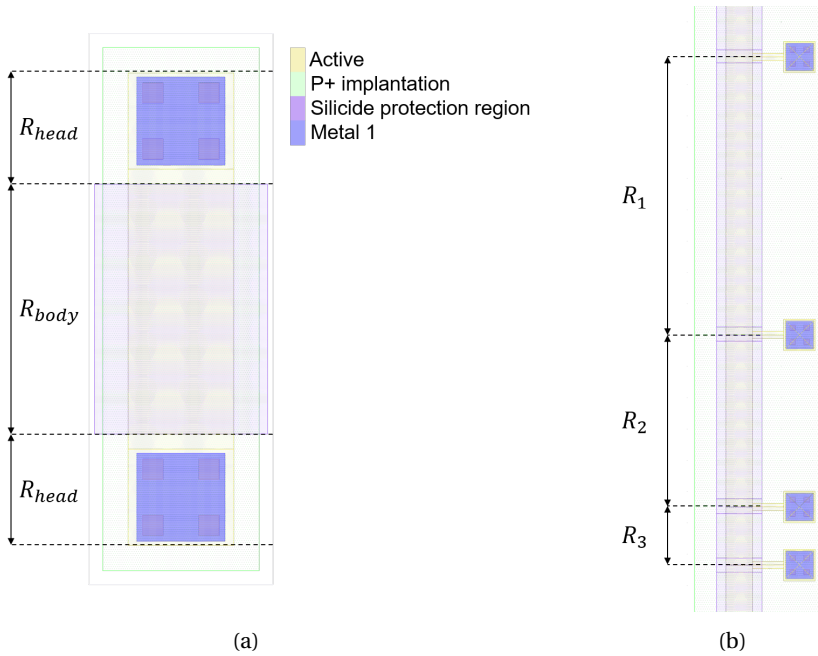 Active
P+ implantation
Silicide protection region
Metal 1
R_head
R_body
R_head
R_1
R_2
R_3
(a)
(b)